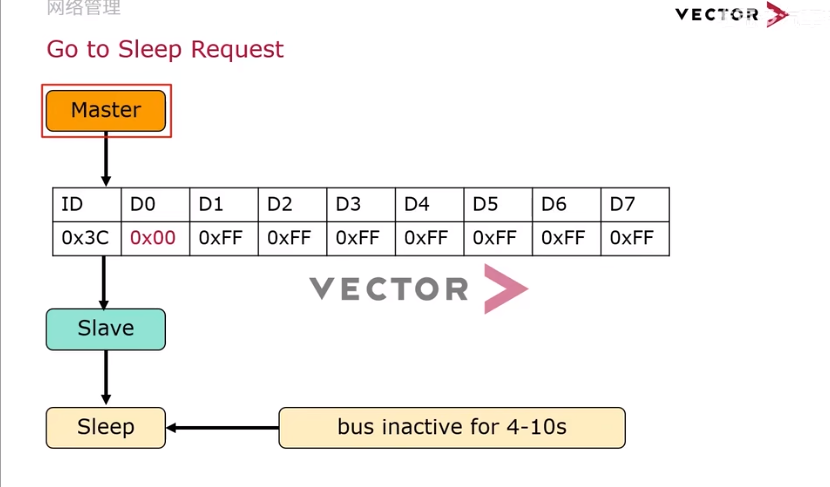 网络管理
VECTOR
Go to Sleep Request
Master
ID D0 D1 D2 D3 D4 D5 D6 D7
0x3C 0x00 0xFF 0xFF 0xFF 0xFF 0xFF 0xFF 0xFF
VECTOR
Slave
Sleep bus inactive for 4-10s